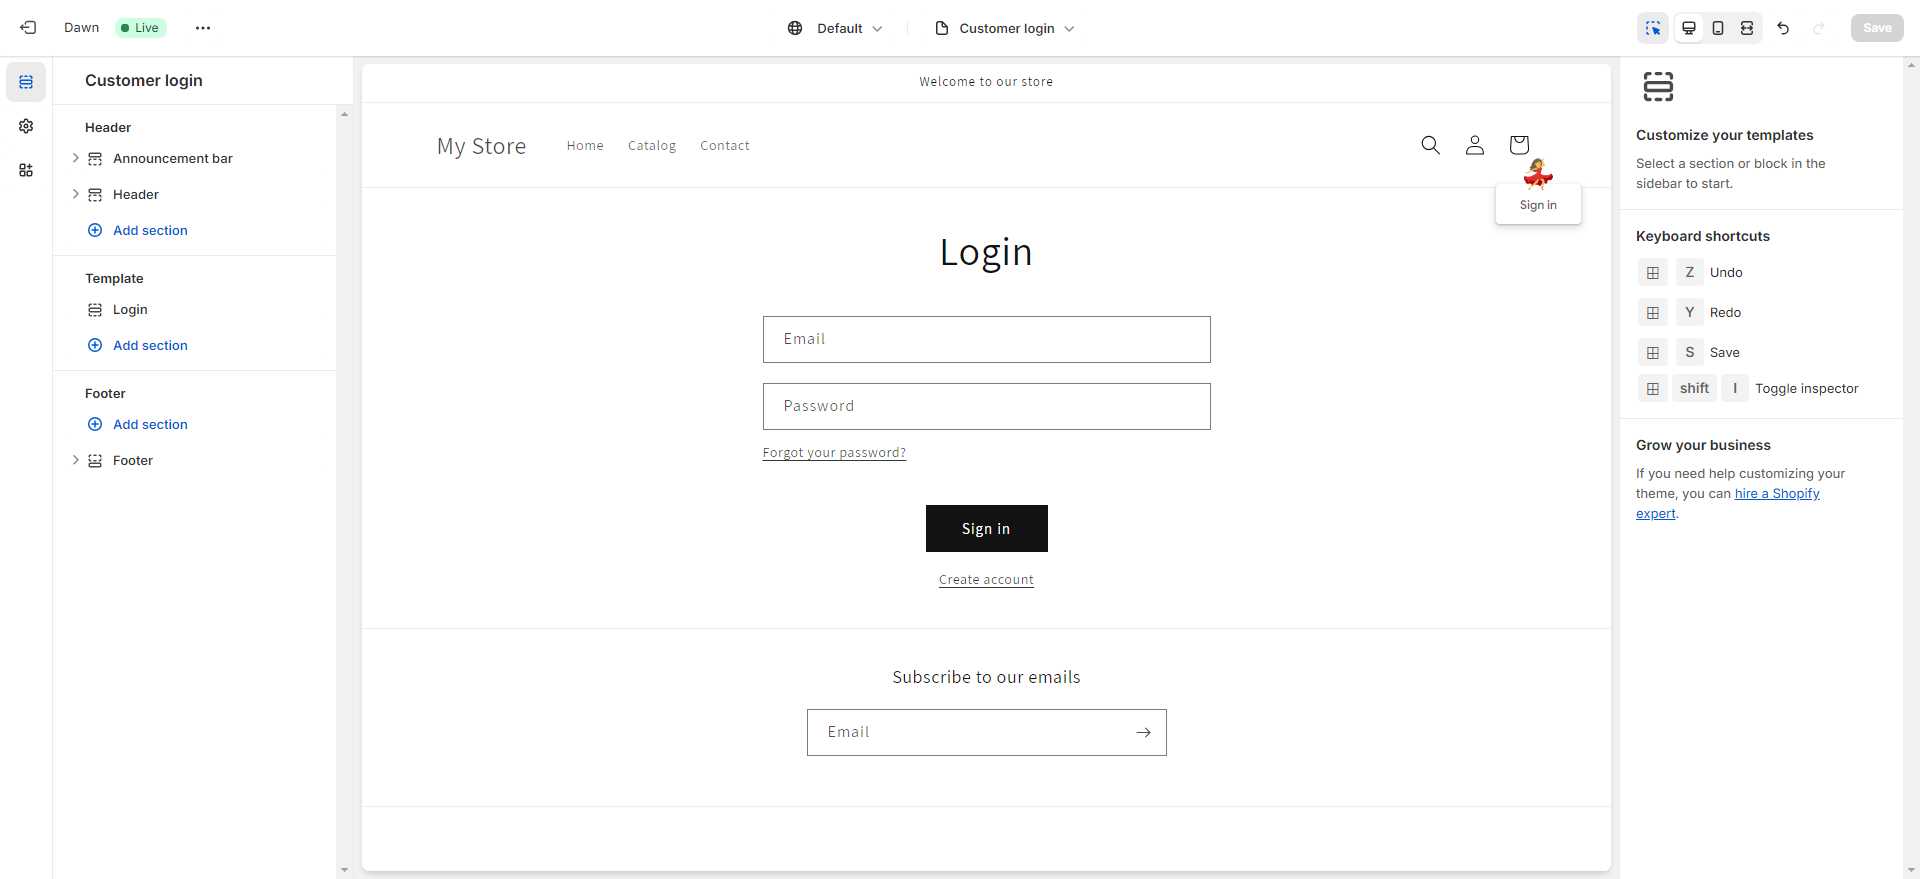 Dawn
Live
Default
Customer login
Save
Customer login
Header
Announcement bar
Header
Add section
Template
Login
Add section
Footer
Add section
Footer
Welcome to our store
My Store
Home
Catalog
Contact
Sign in
Login
Email
Password
Forgot your password?
Sign in
Create account
Subscribe to our emails
Email
Customize your templates
Select a section or block in the
sidebar to start.
Keyboard shortcuts
Z Undo
Y Redo
S Save
shift I Toggle inspector
Grow your business
If you need help customizing your
theme, you can hire a Shopify
expert.